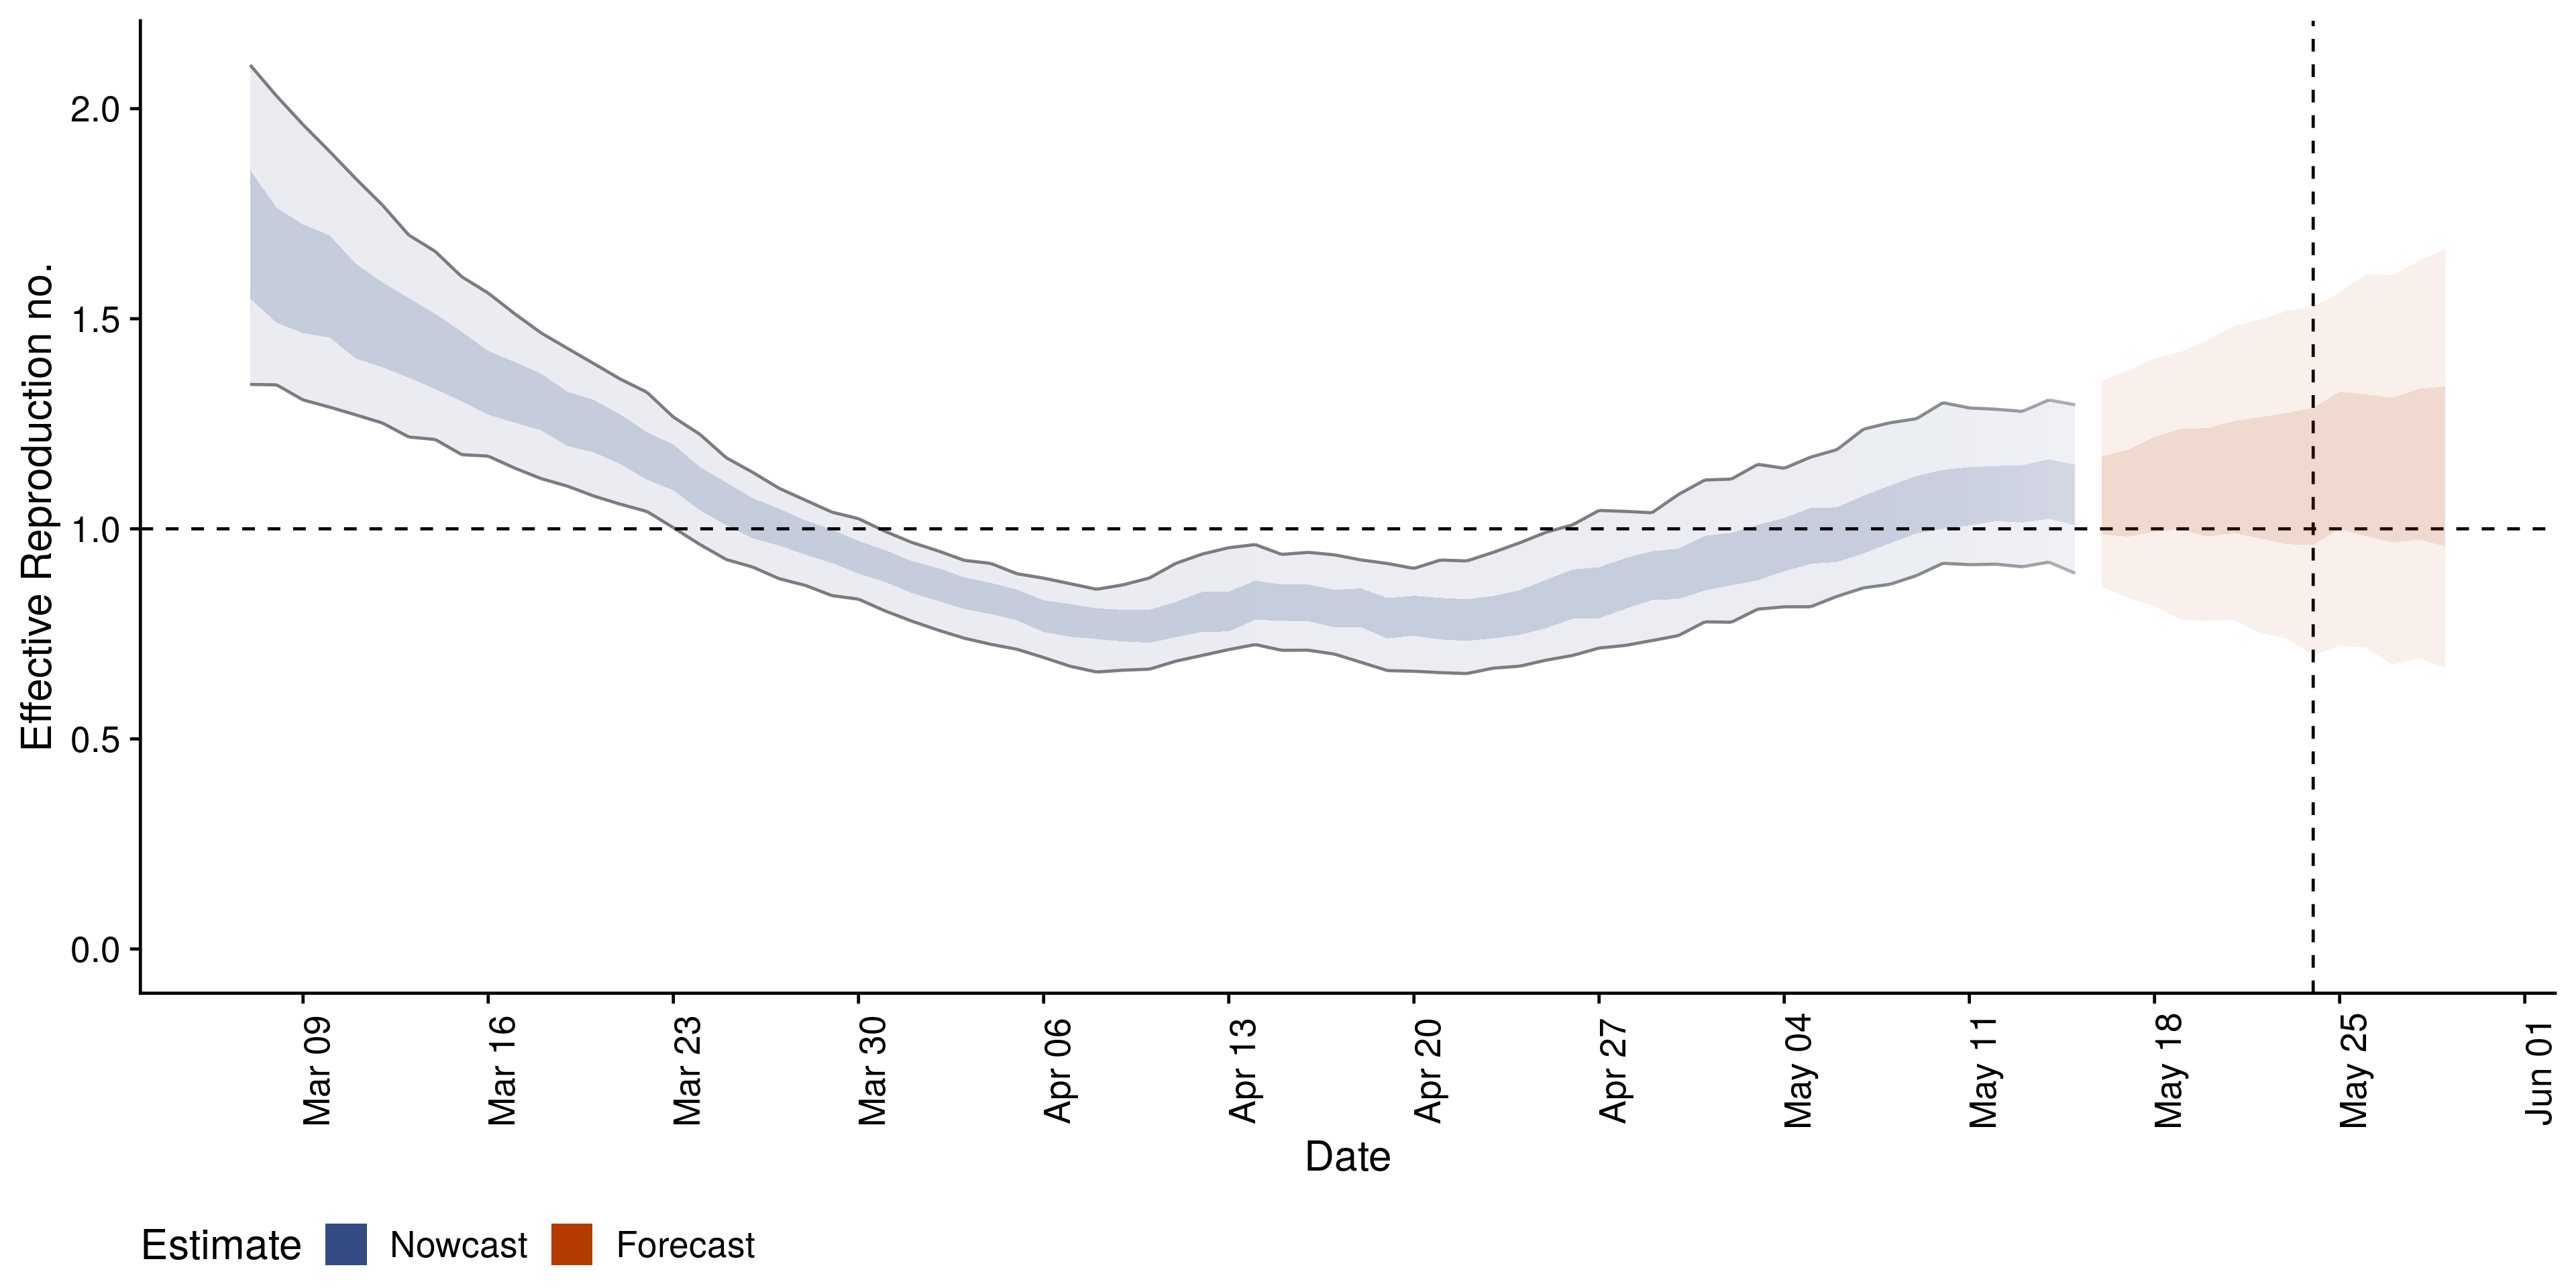 Effective Reproduction no.
2.0
1.5
1.0
0.5
0.0
Mar 09
Mar 16
Mar 23
Mar 30
Apr 06
Apr 13
Apr 20
Apr 27
May 04
May 11
May 18
May 25
Jun 01
Date
Estimate Nowcast Forecast